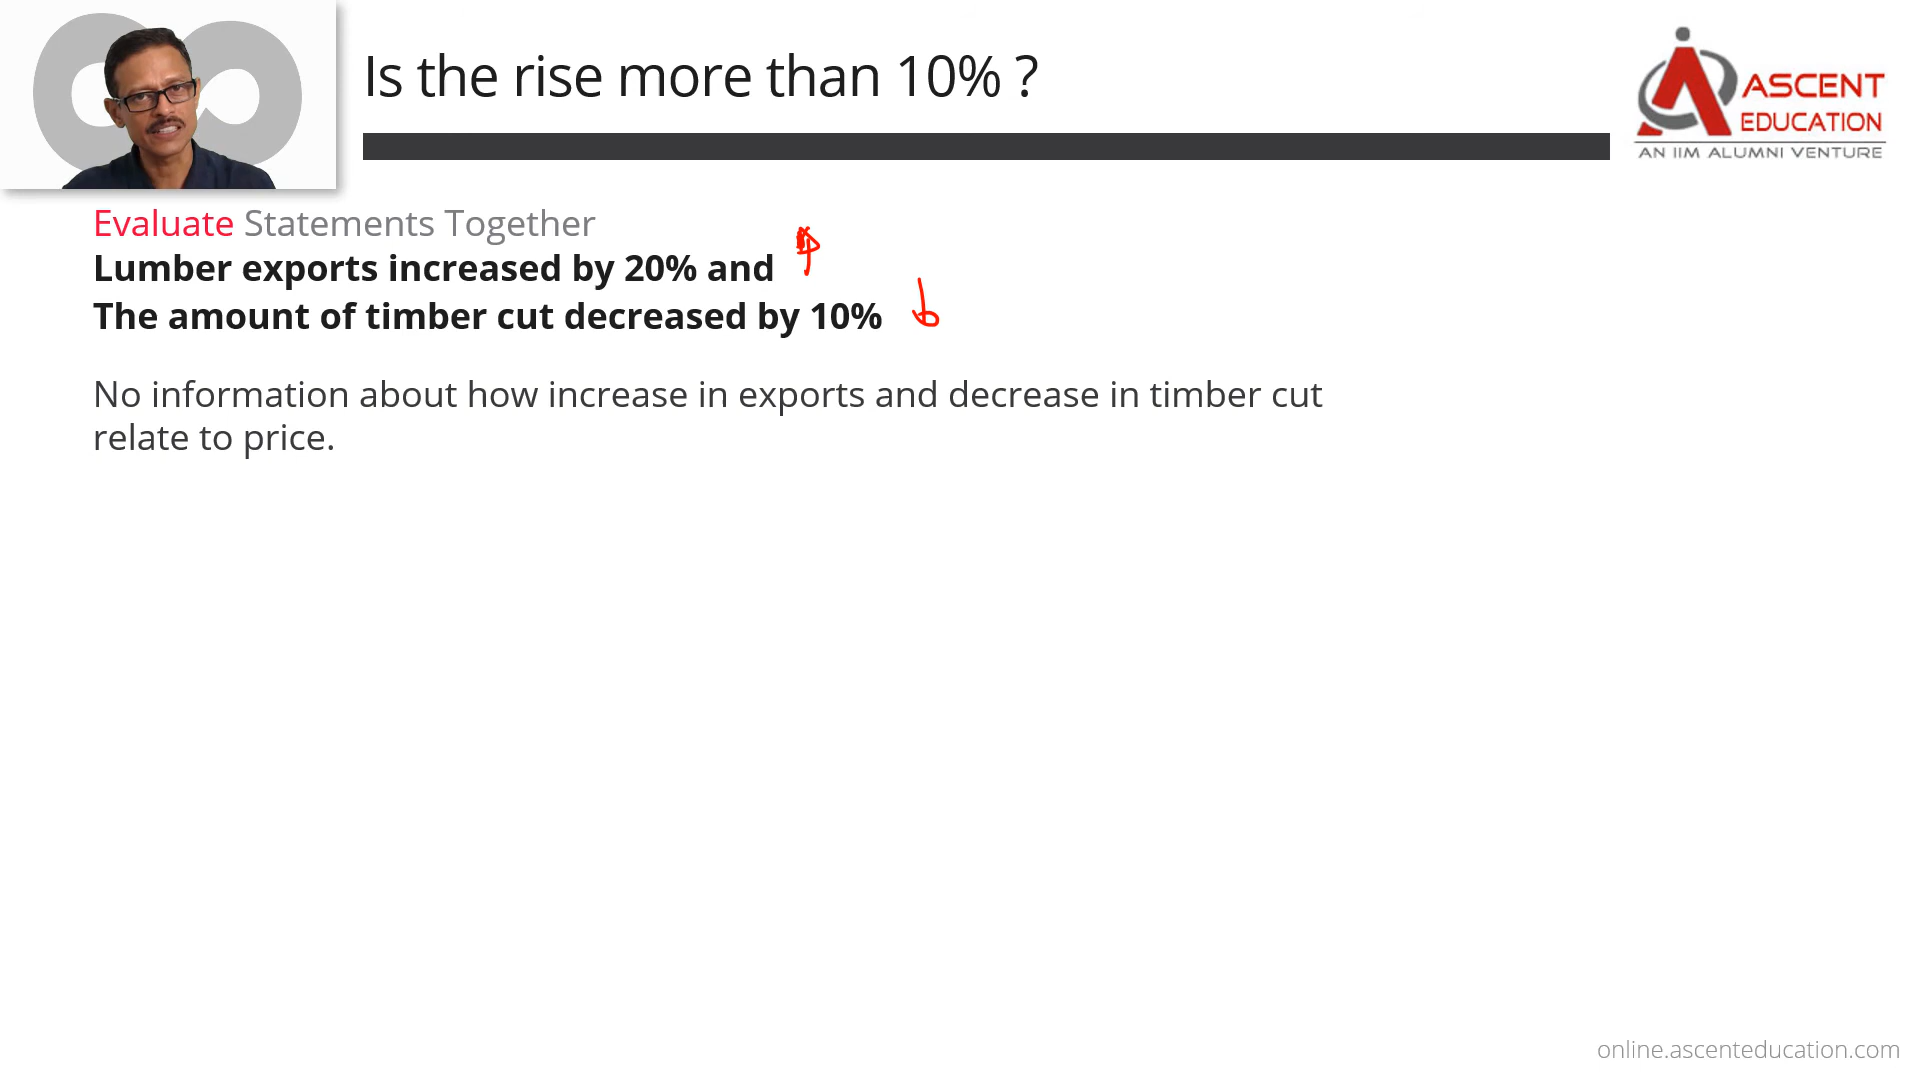 Is the rise more than 10% ?
ASCENT
EDUCATION
AN IIM ALUMNI VENTURE
Evaluate Statements Together
Lumber exports increased by 20% and
The amount of timber cut decreased by 10%
No information about how increase in exports and decrease in timber cut
relate to price.
online.ascenteducation.com